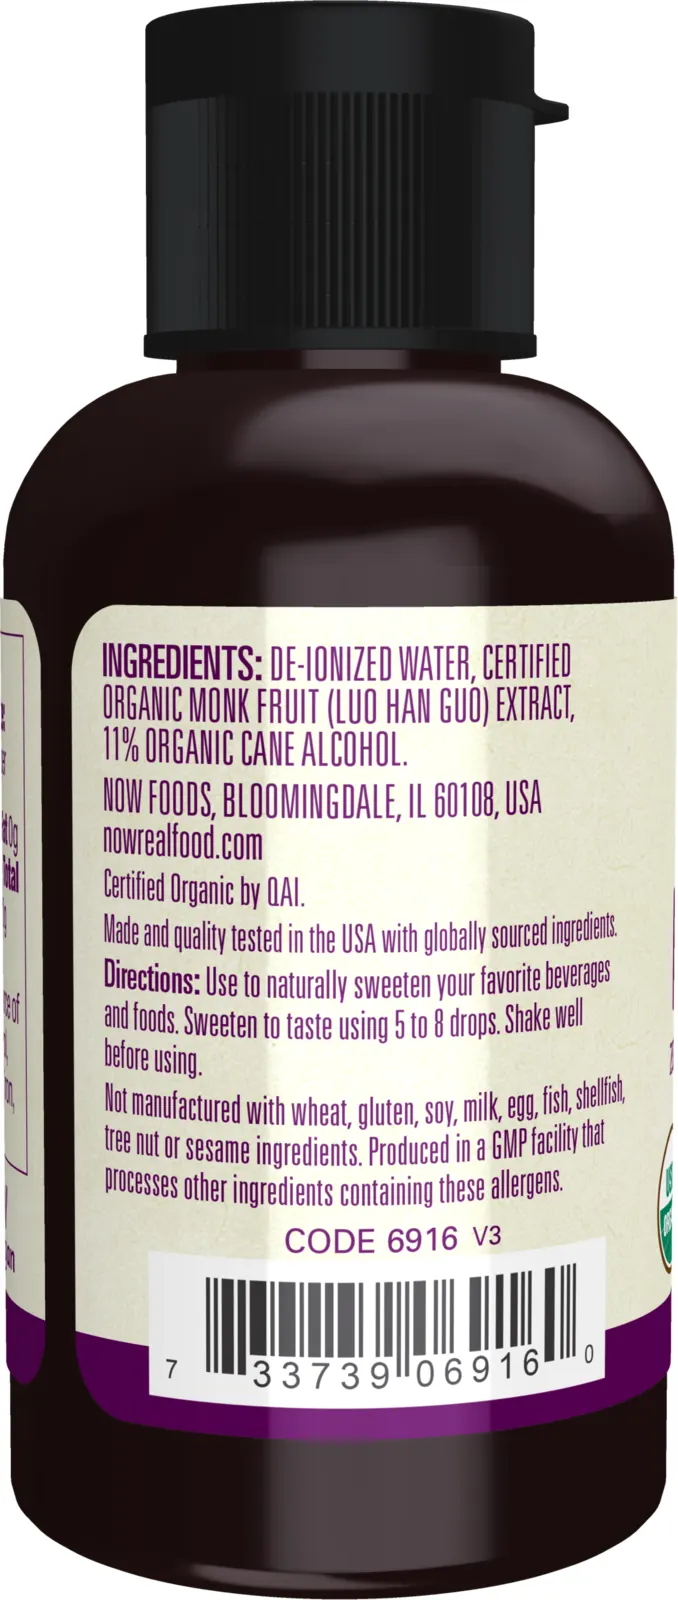 INGREDIENTS: DE-IONIZED WATER, CERTIFIED
ORGANIC MONK FRUIT (LUO HAN GUO) EXTRACT,
11% ORGANIC CANE ALCOHOL.
NOW FOODS, BLOOMINGDALE, IL 60108, USA
nowrealfood.com
Certified Organic by QAI.
Made and quality tested in the USA with globally sourced ingredients.
Directions: Use to naturally sweeten your favorite beverages
and foods. Sweeten to taste using 5 to 8 drops. Shake well
before using.
Not manufactured with wheat, gluten, soy, milk, egg, fish, shellfish,
tree nut or sesame ingredients. Produced in a GMP facility that
processes other ingredients containing these allergens.
CODE 6916 V3
7 33739 06916 0
0g
Total
of